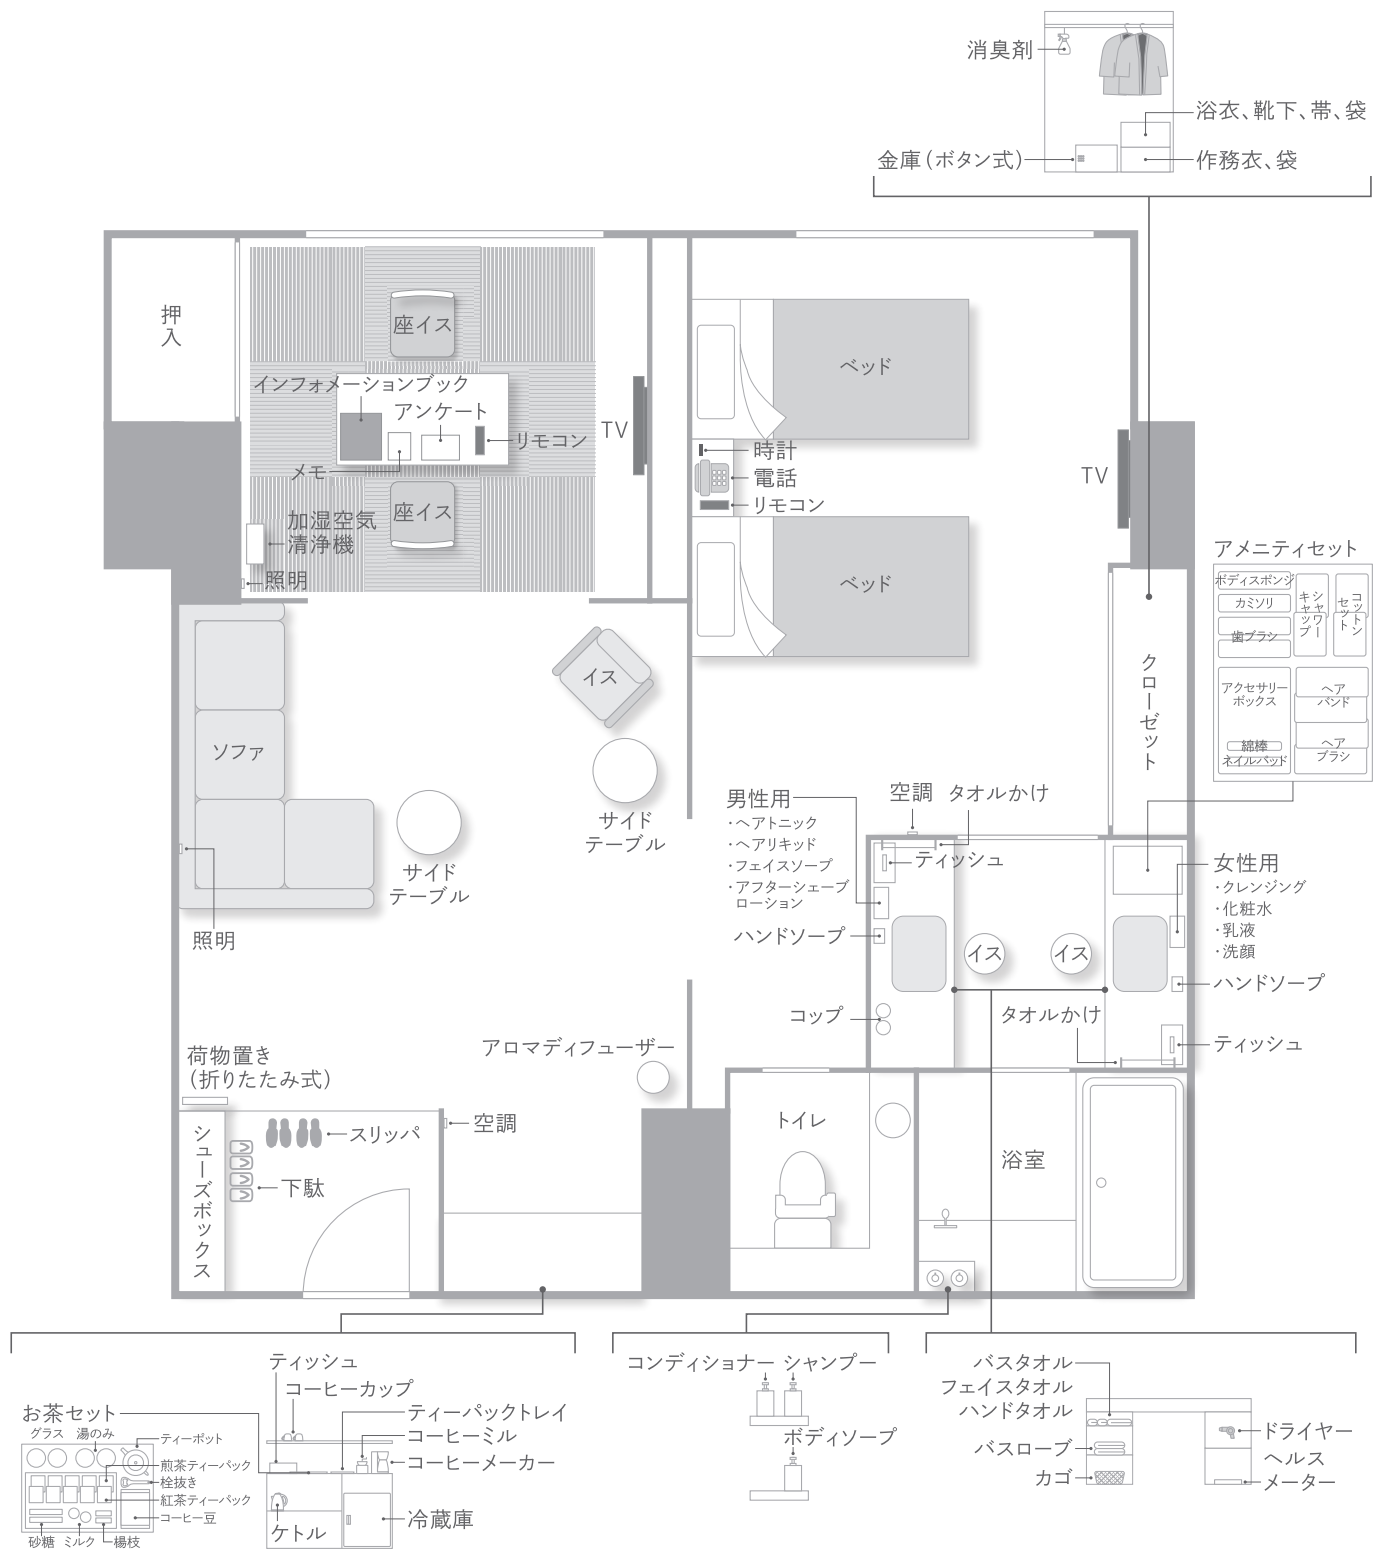 消臭剤
浴衣、靴下、帯、袋
金庫（ボタン式）
作務衣、袋
押入
座イス
インフォメーションブック
アンケート
リモコン
メモ
TV
座イス
加湿空気
清浄機
照明
ベッド
時計
電話
リモコン
TV
ベッド
アメニティセット
ボディスポンジ
カミソリ
歯ブラシ
シャワー
キャップ
コットン
セット
アクセサリー
ボックス
ヘア
バンド
綿棒
ネイルパッド
ヘア
ブラシ
クローゼット
イス
ソファ
サイド
テーブル
サイド
テーブル
照明
男性用
・ヘアトニック
・ヘアリキッド
・フェイスソープ
・アフターシェーブ
ローション
空調
タオルかけ
ティッシュ
ハンドソープ
イス
イス
コップ
タオルかけ
女性用
・クレンジング
・化粧水
・乳液
・洗顔
ハンドソープ
ティッシュ
荷物置き
（折りたたみ式）
アロマディフューザー
シューズボックス
スリッパ
下駄
空調
トイレ
浴室
ティッシュ
コーヒーカップ
お茶セット
ティーパックトレイ
コーヒーミル
コーヒーメーカー
グラス
湯のみ
ティーポット
煎茶ティーパック
栓抜き
紅茶ティーパック
コーヒー豆
砂糖
ミルク
楊枝
ケトル
冷蔵庫
コンディショナー
シャンプー
ボディソープ
バスタオル
フェイスタオル
ハンドタオル
バスローブ
カゴ
ドライヤー
ヘルス
メーター